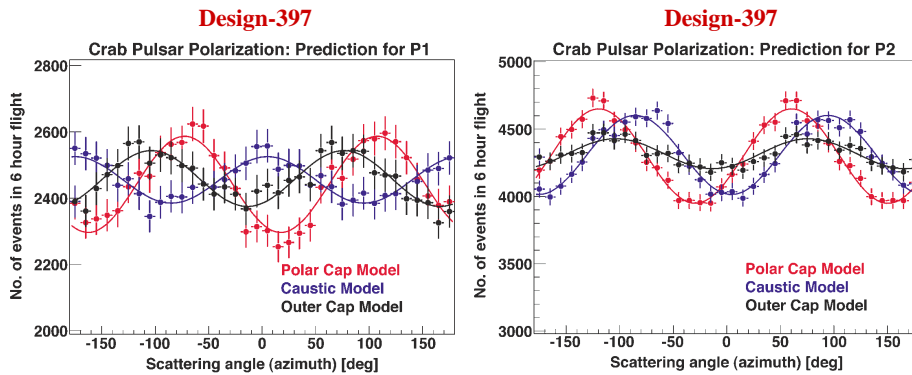 Design-397
Crab Pulsar Polarization: Prediction for P1
No. of events in 6 hour flight
2800
2600
2400
2200
2000
Polar Cap Model
Caustic Model
Outer Cap Model
-150 -100 -50 0 50 100 150
Scattering angle (azimuth) [deg]
Design-397
Crab Pulsar Polarization: Prediction for P2
No. of events in 6 hour flight
5000
4500
4000
3500
3000
Polar Cap Model
Caustic Model
Outer Cap Model
-150 -100 -50 0 50 100 150
Scattering angle (azimuth) [deg]